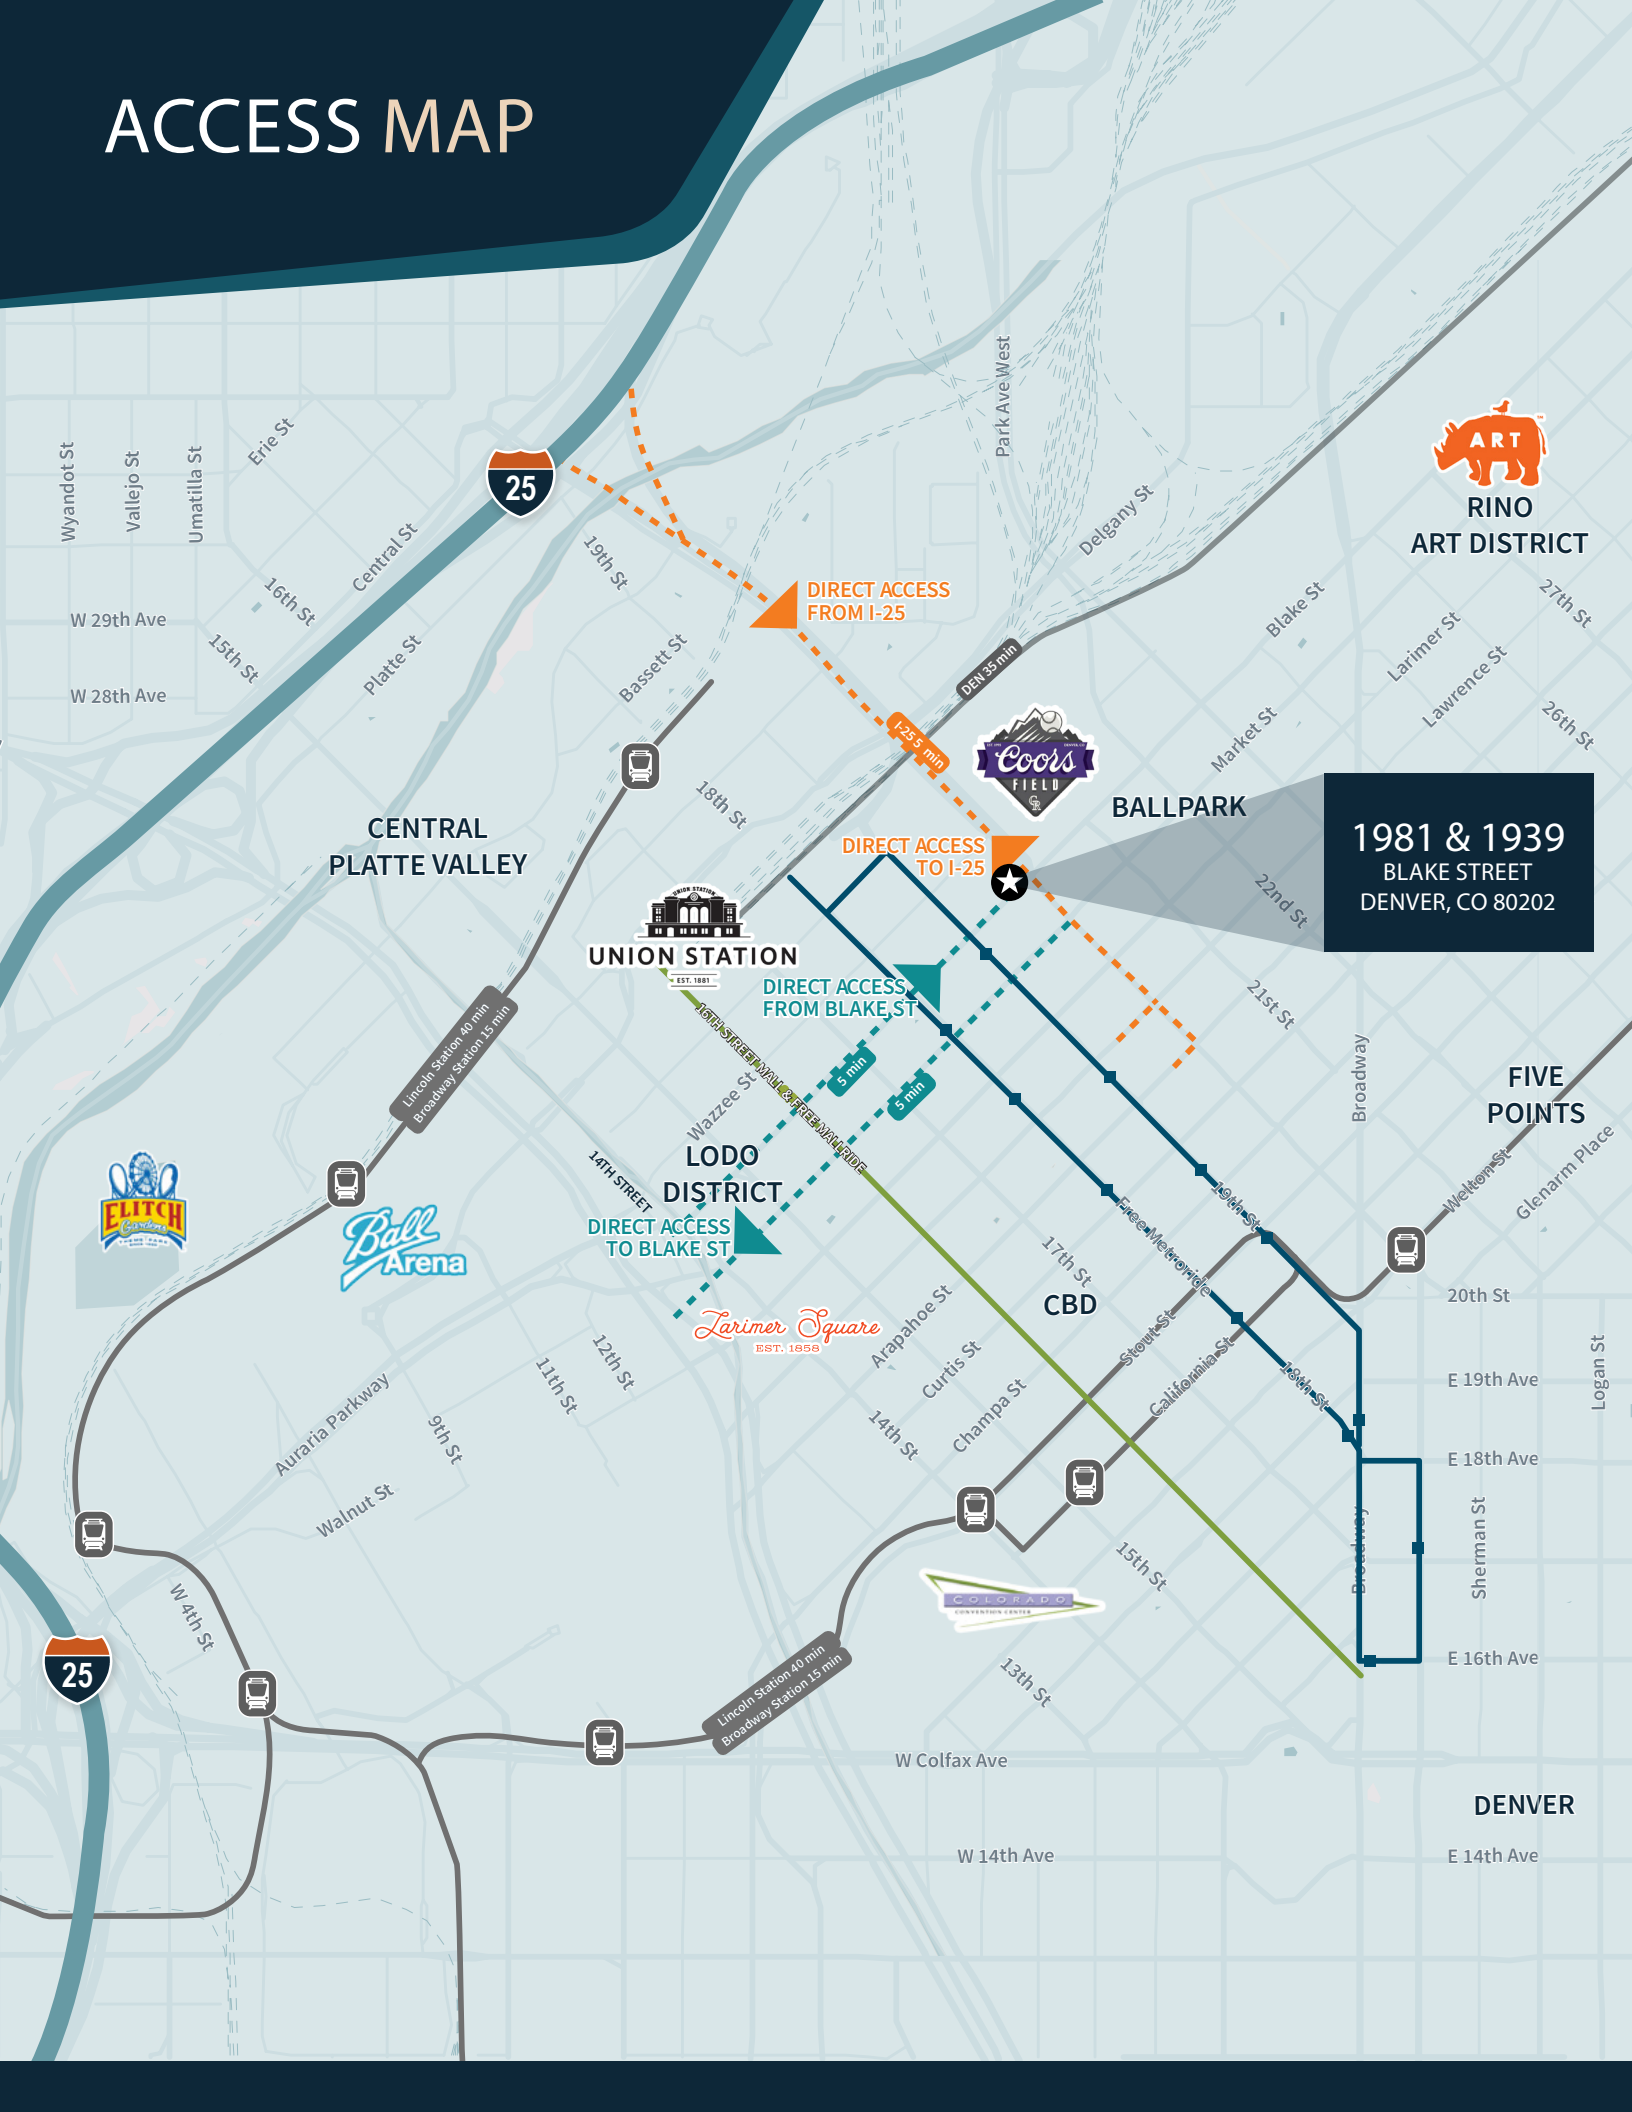 ACCESS MAP
Park Ave West
ART
TM
RINO
ART DISTRICT
Wyandot St
Vallejo St
Umatilla St
Erie St
25
Central St
16th St
15th St
W 29th Ave
W 28th Ave
Platte St
19th St
Delgany St
DIRECT ACCESS
FROM I-25
Bassett St
DEN 35 min
I-25 5 min
Blake St
Larimer St
Lawrence St
27th St
26th St
Market St
Coors
FIELD
CR
BALLPARK
18th St
CENTRAL
PLATTE VALLEY
DIRECT ACCESS
TO I-25
1981 & 1939
BLAKE STREET
DENVER, CO 80202
22nd St
UNION STATION
UNION STATION
EST. 1881
DIRECT ACCESS
FROM BLAKE ST
21st St
Lincoln Station 40 min
Broadway Station 15 min
16TH STREET MALL & FREE MALLRIDE
5 min
5 min
Wazzee St
Broadway
FIVE
POINTS
LODO
DISTRICT
14TH STREET
ELITCH
Gardens
THEME PARK
Ball
Arena
DIRECT ACCESS
TO BLAKE ST
19th St
Free Metroride
Welton St
Glenarm Place
17th St
CBD
20th St
Larimer Square
EST. 1858
Arapahoe St
Curtis St
Champa St
Stout St
California St
18th St
E 19th Ave
Logan St
12th St
11th St
Auraria Parkway
9th St
14th St
E 18th Ave
Walnut St
15th St
Broadway
Sherman St
COLORADO
CONVENTION CENTER
W 4th St
25
Lincoln Station 40 min
Broadway Station 15 min
13th St
E 16th Ave
W Colfax Ave
DENVER
W 14th Ave
E 14th Ave